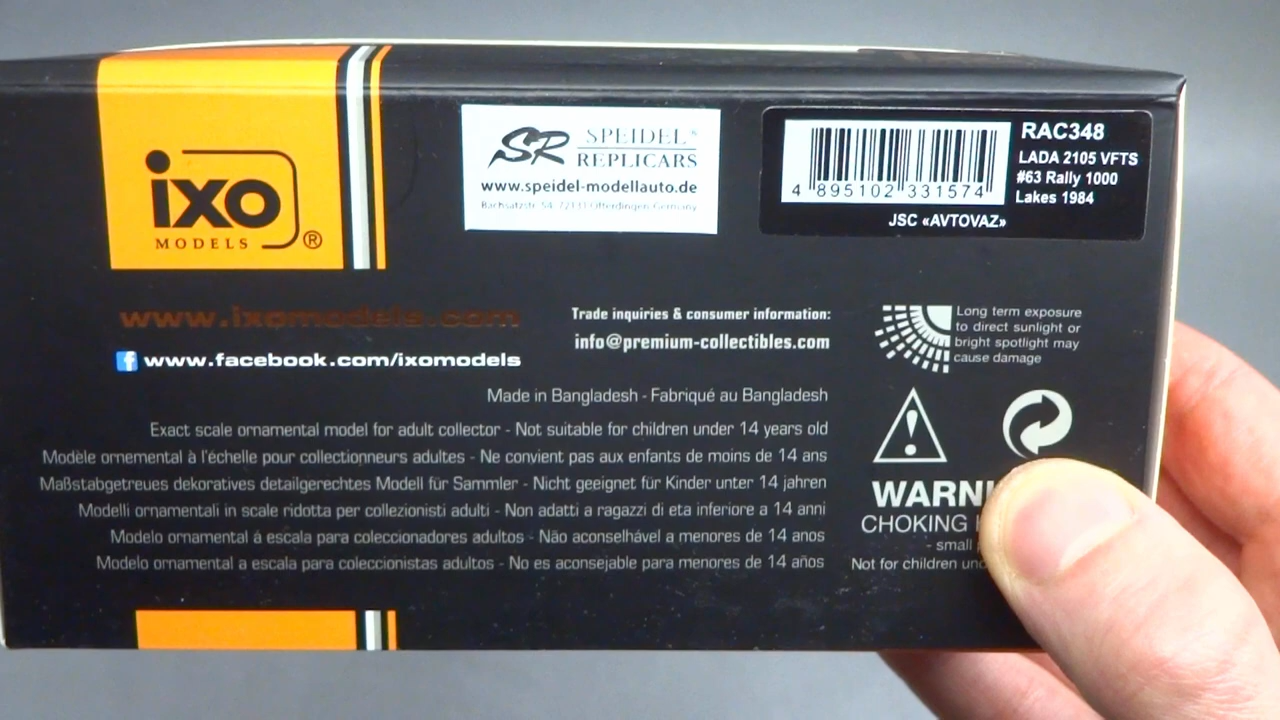 ixo
MODELS ®
SR SPEIDEL®
REPLICARS
www.speidel-modellauto.de
72131 Ofterdingen Germany
4 895102 331574
RAC348
LADA 2105 VFTS
#63 Rally 1000
Lakes 1984
JSC «AVTOVAZ»
www.ixomodels.com
f www.facebook.com/ixomodels
Trade inquiries & consumer information:
info@premium-collectibles.com
Long term exposure
to direct sunlight or
bright spotlight may
cause damage
Made in Bangladesh - Fabriqué au Bangladesh
Exact scale ornamental model for adult collector - Not suitable for children under 14 years old
Modèle ornemental à l'échelle pour collectionneurs adultes - Ne convient pas aux enfants de moins de 14 ans
Maßstabgetreues dekoratives detailgerechtes Modell für Sammler - Nicht geeignet für Kinder unter 14 jahren
Modelli ornamentali in scale ridotta per collezionisti adulti - Non adatti a ragazzi di eta inferiore a 14 anni
Modelo ornamental á escala para coleccionadores adultos - Não aconselhável a menores de 14 anos
Modelo ornamental a escala para coleccionistas adultos - No es aconsejable para menores de 14 años
WARNI
CHOKING
- small
Not for children